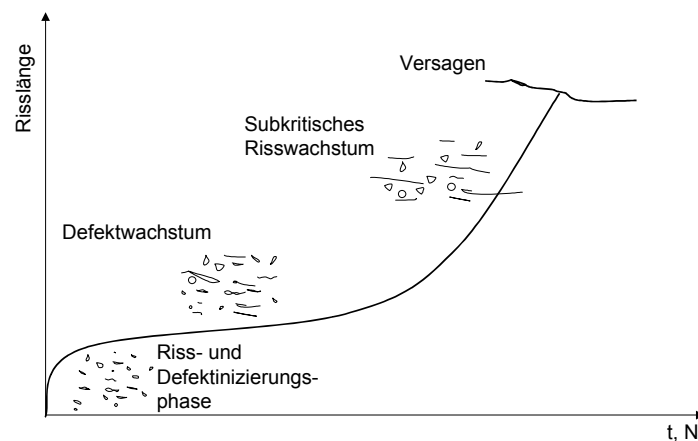 Risslänge
Versagen
Subkritisches
Risswachstum
Defektwachstum
Riss- und
Defektinizierungs-
phase
t, N